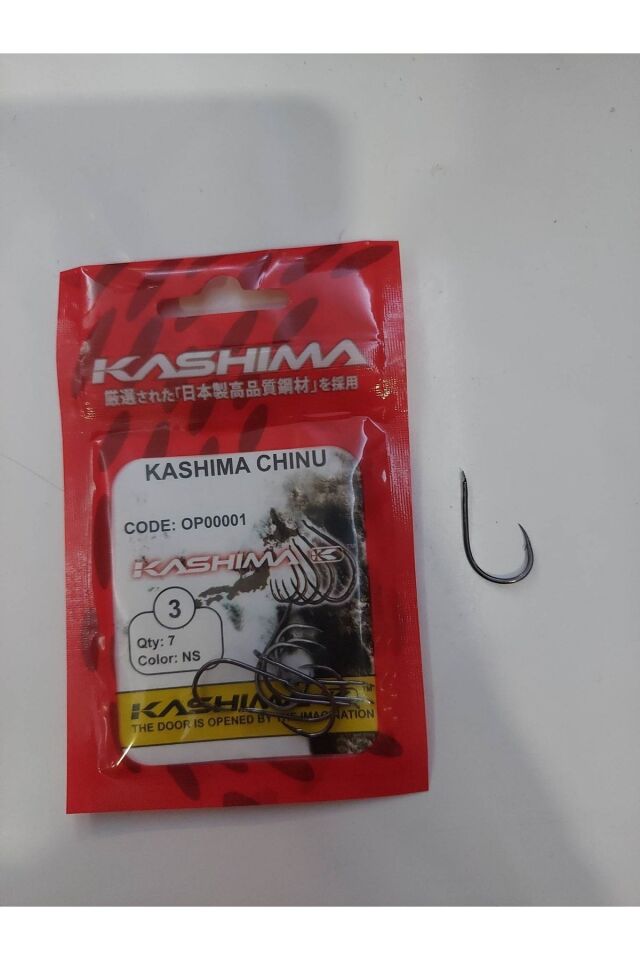 KASHIMA
厳選された「日本製高品質鋼材」を採用
KASHIMA CHINU
CODE: OP00001
KASHIMA K
3
Qty: 7
Color: NS
KASHIMA
TM
THE DOOR IS OPENED BY THE IMAGINATION